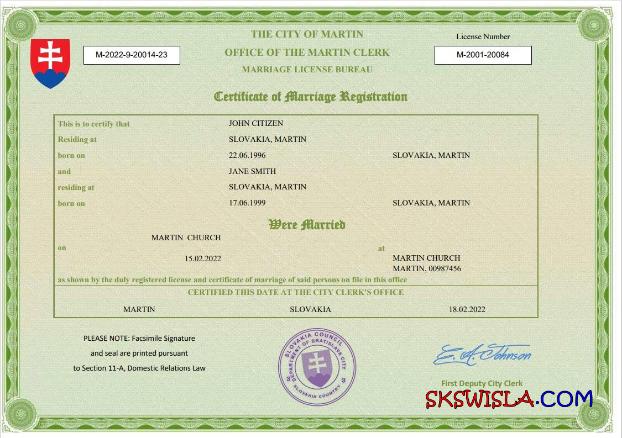 THE CITY OF MARTIN
License Number
M-2022-9-20014-23
OFFICE OF THE MARTIN CLERK
M-2001-20084
MARRIAGE LICENSE BUREAU
Certificate of Marriage Registration
This is to certify that JOHN CITIZEN
Residing at SLOVAKIA, MARTIN
born on 22.06.1996 SLOVAKIA, MARTIN
and JANE SMITH
residing at SLOVAKIA, MARTIN
born on 17.06.1999 SLOVAKIA, MARTIN
Were Married
MARTIN CHURCH
on at
15.02.2022 MARTIN CHURCH
MARTIN, 00987456
as shown by the duly registered license and certificate of marriage of said persons on file in this office
CERTIFIED THIS DATE AT THE CITY CLERK'S OFFICE
MARTIN SLOVAKIA 18.02.2022
PLEASE NOTE: Facsimile Signature
and seal are printed pursuant
to Section 11-A, Domestic Relations Law
SLOVAKIA COUNCIL
DEPARTMENT OF BRATISLAVA CITY
SLOVAKIA COUNTRY
E. A. Johnson
First Deputy City Clerk
SKSWISLA.COM